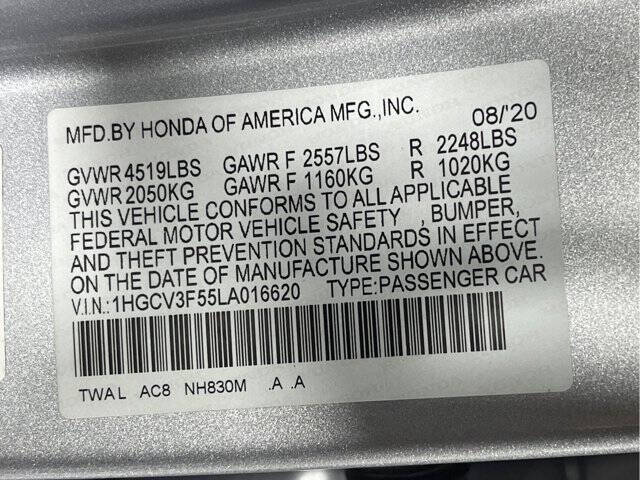 MFD.BY HONDA OF AMERICA MFG.,INC. 08/'20
GVWR 4519LBS GAWR F 2557LBS R 2248LBS
GVWR 2050KG GAWR F 1160KG R 1020KG
THIS VEHICLE CONFORMS TO ALL APPLICABLE
FEDERAL MOTOR VEHICLE SAFETY , BUMPER,
AND THEFT PREVENTION STANDARDS IN EFFECT
ON THE DATE OF MANUFACTURE SHOWN ABOVE.
V.I.N.:1HGCV3F55LA016620 TYPE:PASSENGER CAR
TWA L AC8 NH830M .A .A